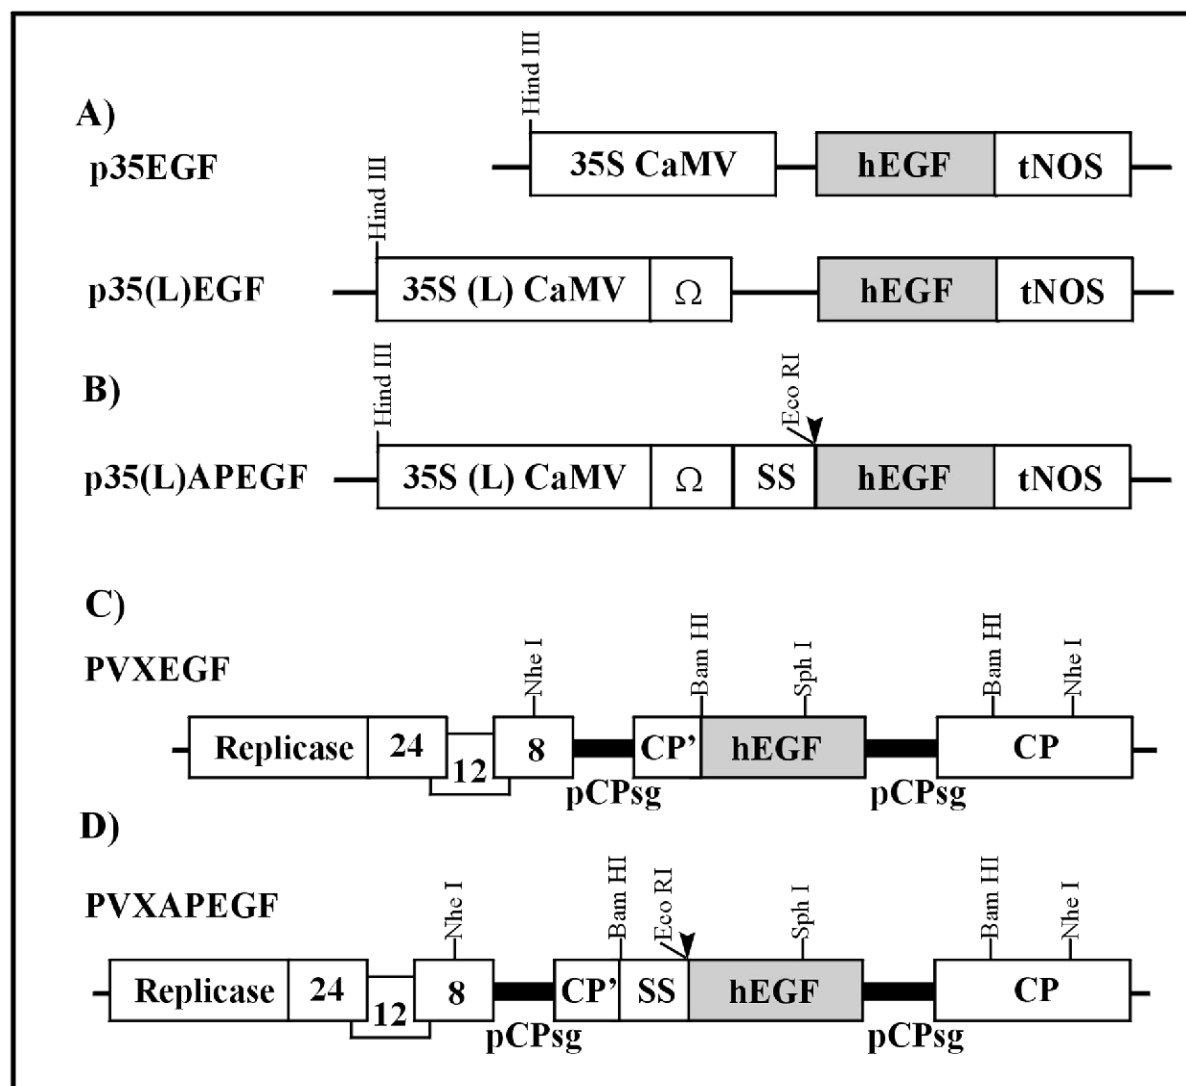 Hind III
A)
p35EGF
35S CaMV
hEGF
tNOS
Hind III
p35(L)EGF
35S (L) CaMV
Ω
hEGF
tNOS
B)
Hind III
Eco RI
p35(L)APEGF
35S (L) CaMV
Ω
SS
hEGF
tNOS
C)
PVXEGF
Nhe I
Bam HI
Sph I
Bam HI
Nhe I
Replicase
24
12
8
CP'
hEGF
CP
pCPsg
pCPsg
D)
PVXAPEGF
Nhe I
Bam HI
Eco RI
Sph I
Bam HI
Nhe I
Replicase
24
12
8
CP'
SS
hEGF
CP
pCPsg
pCPsg